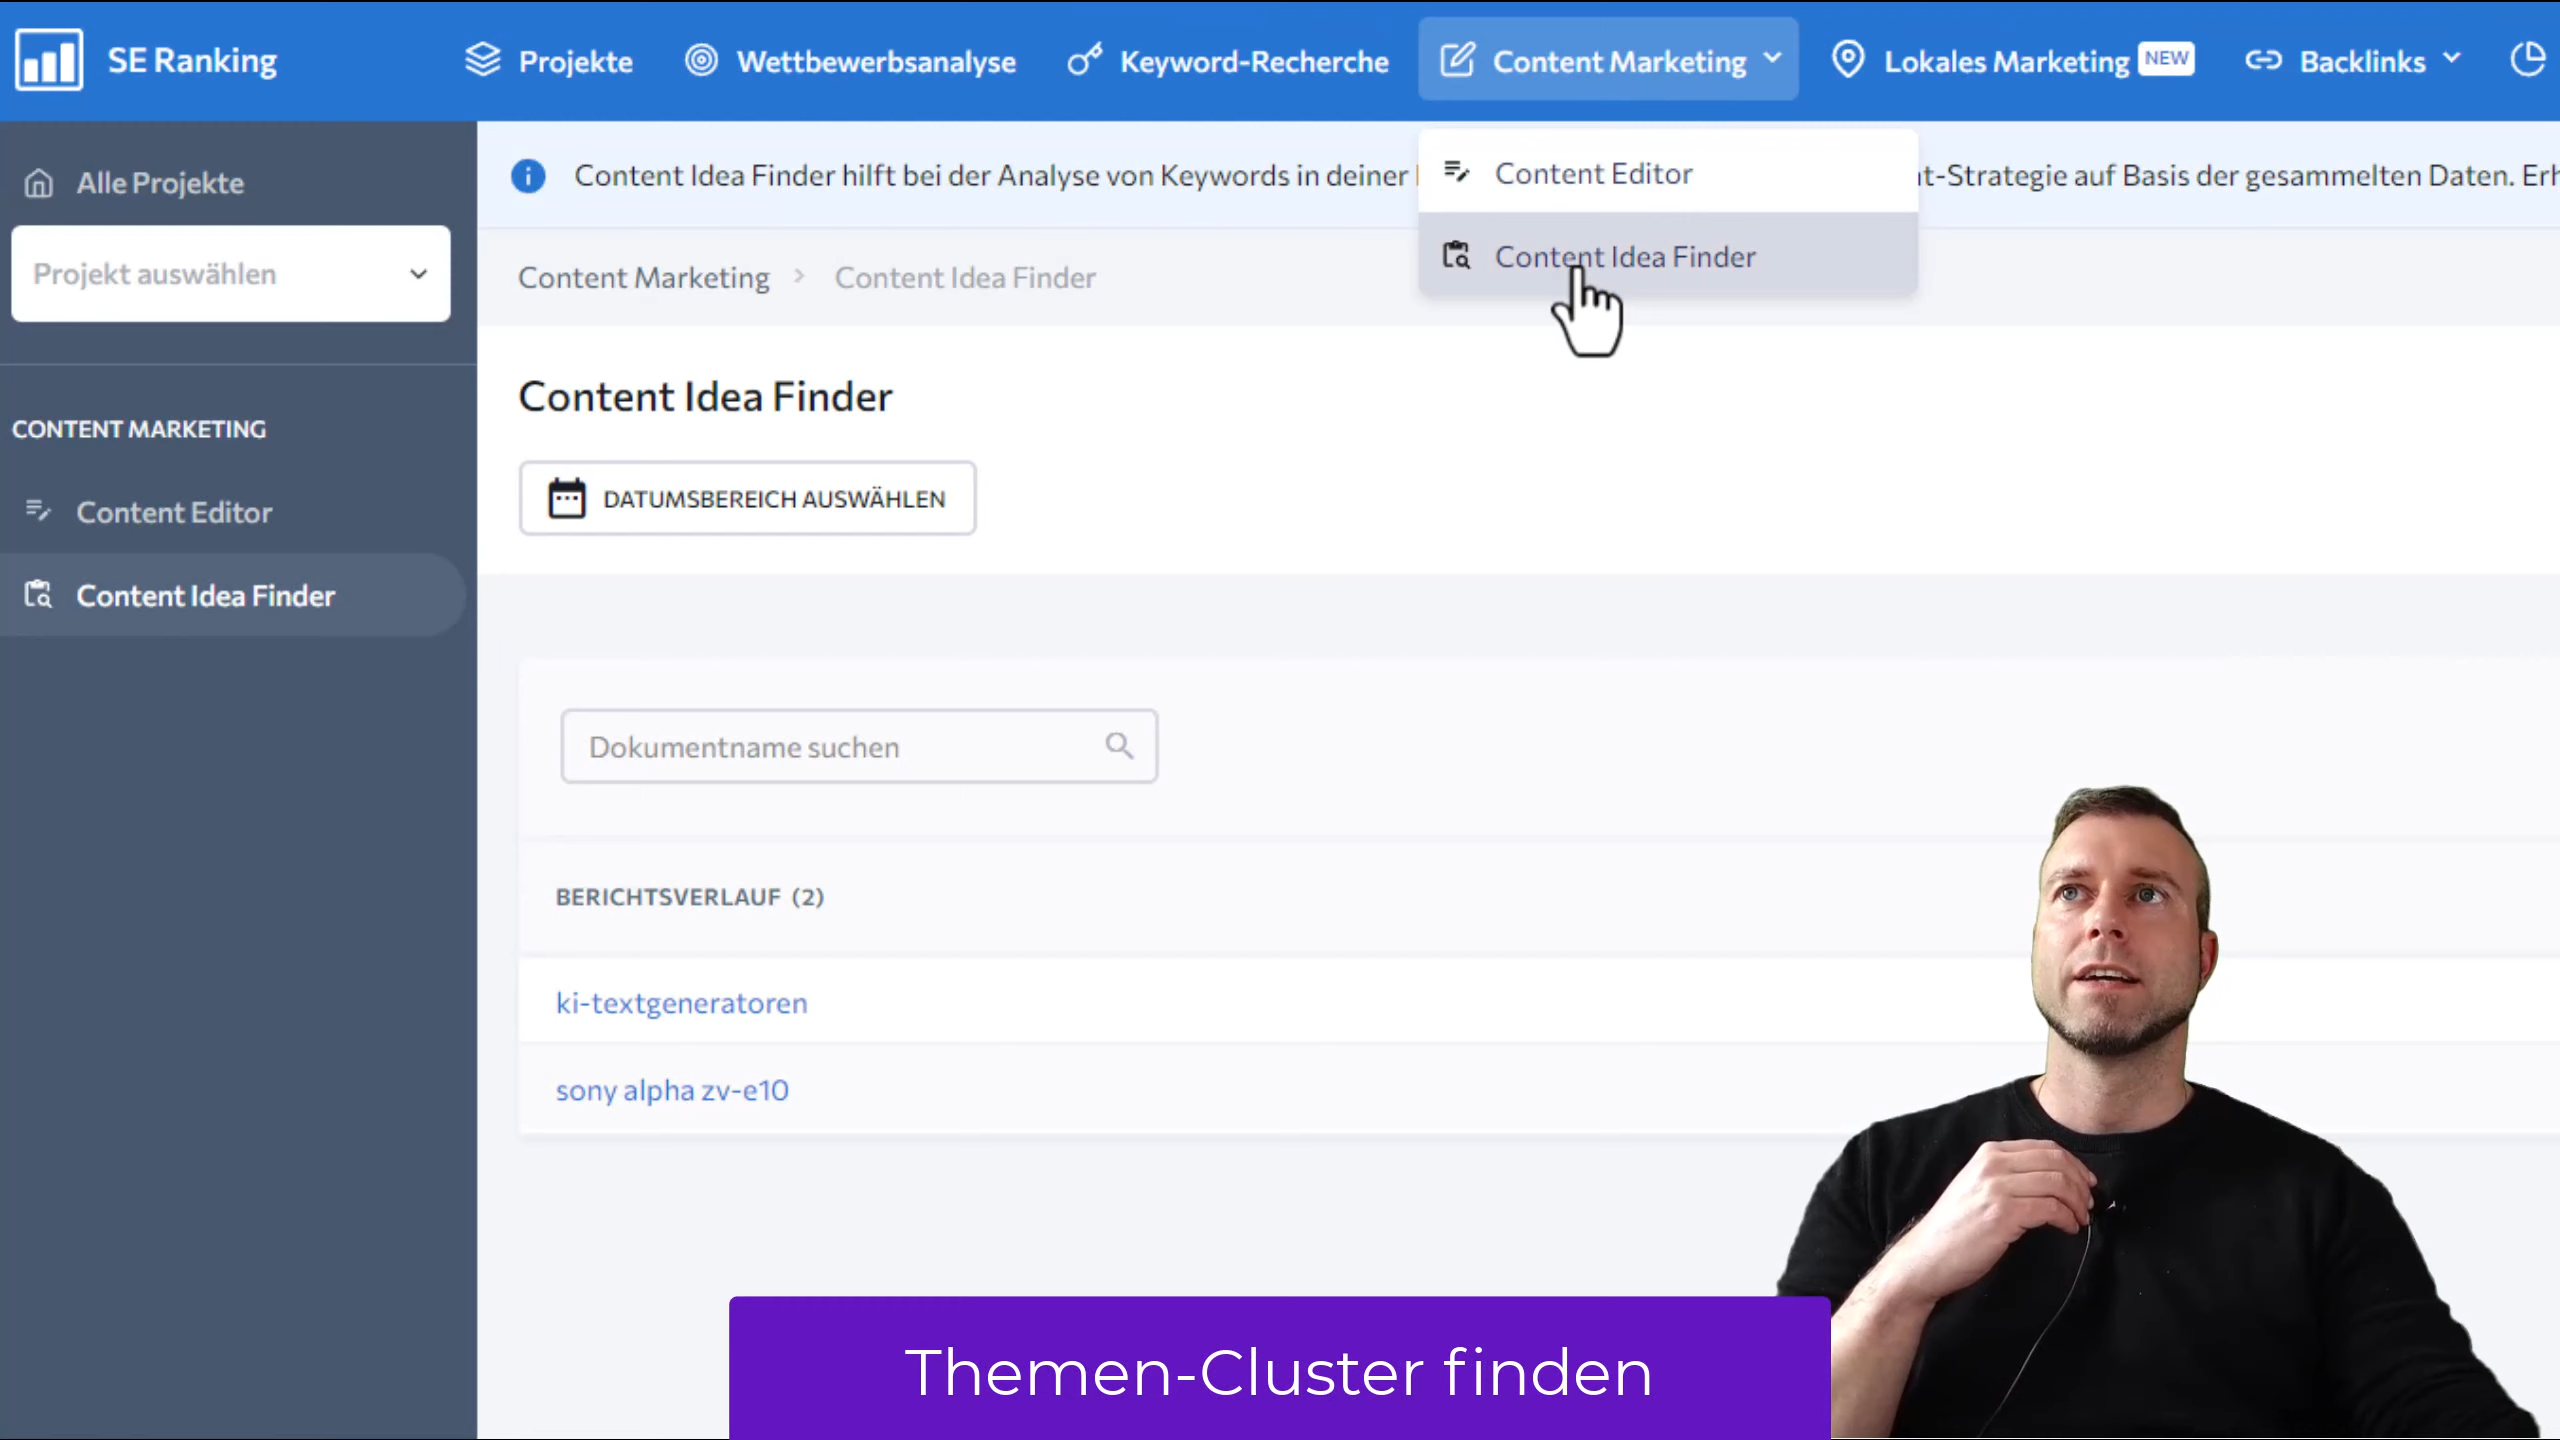 SE Ranking
Projekte
Wettbewerbsanalyse
Keyword-Recherche
Content Marketing
Lokales Marketing NEW
Backlinks
Alle Projekte
Projekt auswählen
CONTENT MARKETING
Content Editor
Content Idea Finder
Content Idea Finder hilft bei der Analyse von Keywords in deiner
t-Strategie auf Basis der gesammelten Daten. Erh
Content Editor
Content Idea Finder
Content Marketing > Content Idea Finder
Content Idea Finder
DATUMSBEREICH AUSWÄHLEN
Dokumentname suchen
BERICHTSVERLAUF (2)
ki-textgeneratoren
sony alpha zv-e10
Themen-Cluster finden